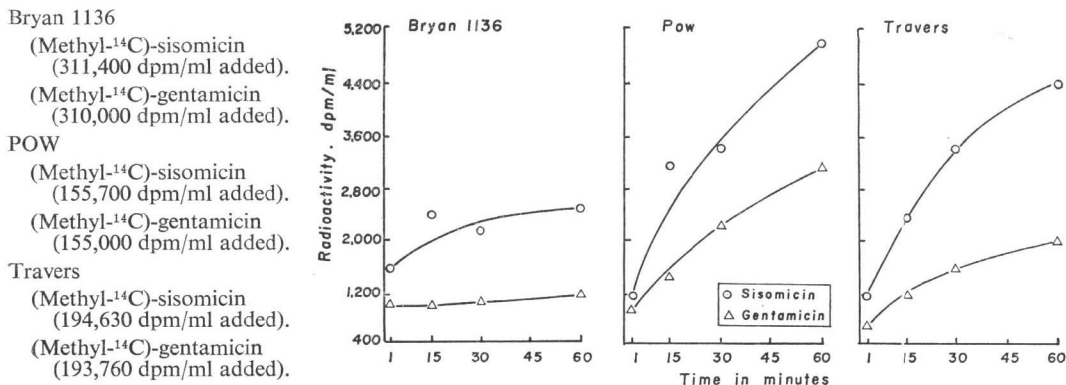 Bryan 1136
(Methyl-¹⁴C)-sisomicin
(311,400 dpm/ml added).
(Methyl-¹⁴C)-gentamicin
(310,000 dpm/ml added).
POW
(Methyl-¹⁴C)-sisomicin
(155,700 dpm/ml added).
(Methyl-¹⁴C)-gentamicin
(155,000 dpm/ml added).
Travers
(Methyl-¹⁴C)-sisomicin
(194,630 dpm/ml added).
(Methyl-¹⁴C)-gentamicin
(193,760 dpm/ml added).
Radioactivity, dpm/ml
5,200
4,400
3,600
2,800
2,000
1,200
400
Bryan 1136
1 15 30 45 60
Pow
Sisomicin
Gentamicin
1 15 30 45 60
Travers
1 15 30 45 60
Time in minutes